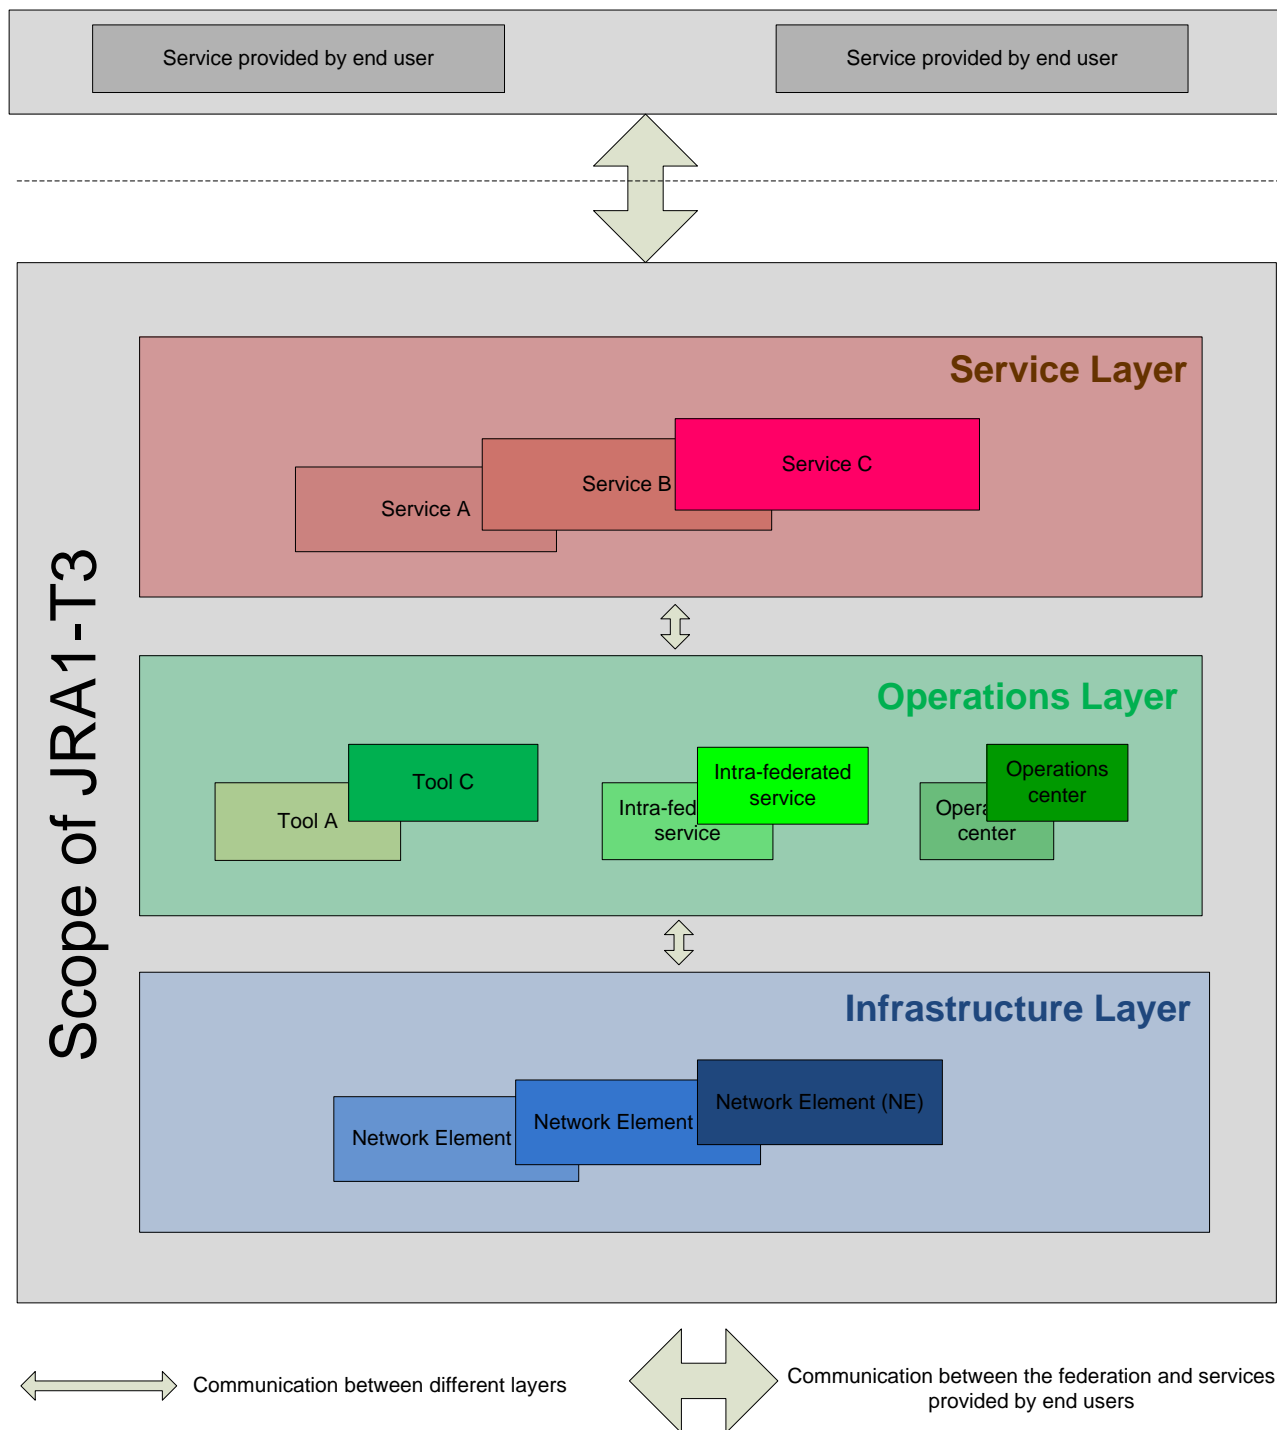 Service provided by end user
Service provided by end user
Scope of JRA1-T3
Service Layer
Service A
Service B
Service C
Operations Layer
Tool A
Tool C
Intra-fed
service
Intra-federated
service
Opera
center
Operations
center
Infrastructure Layer
Network Element
Network Element
Network Element (NE)
Communication between different layers
Communication between the federation and services
provided by end users